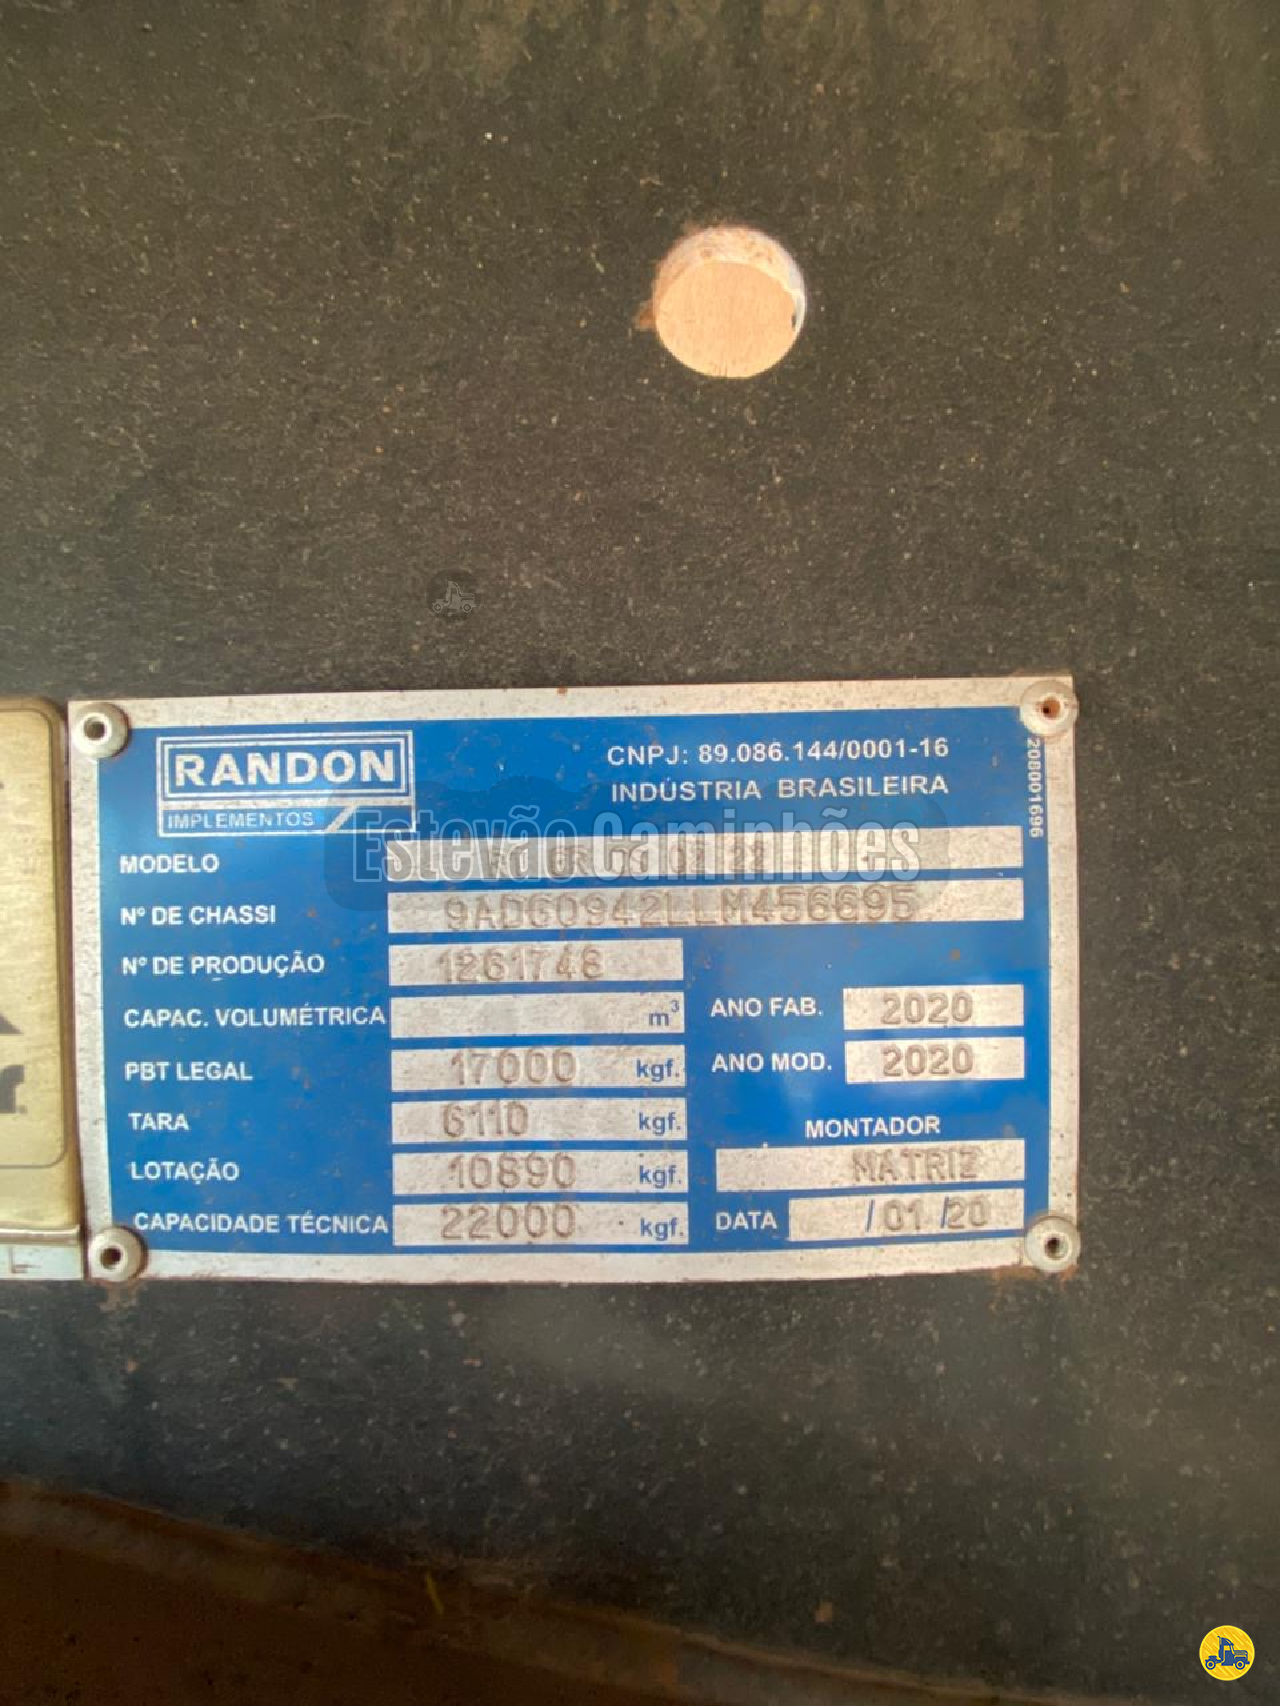 RANDON
IMPLEMENTOS
CNPJ: 89.086.144/0001-16
INDÚSTRIA BRASILEIRA
208001696
Estevão Caminhões
MODELO
Nº DE CHASSI 9ADG0942LLM456695
Nº DE PRODUÇÃO 1261748
CAPAC. VOLUMÉTRICA m³
ANO FAB. 2020
PBT LEGAL 17000 kgf.
ANO MOD. 2020
TARA 6110 kgf.
MONTADOR
LOTAÇÃO 10890 kgf.
MATRIZ
CAPACIDADE TÉCNICA 22000 kgf.
DATA /01/20